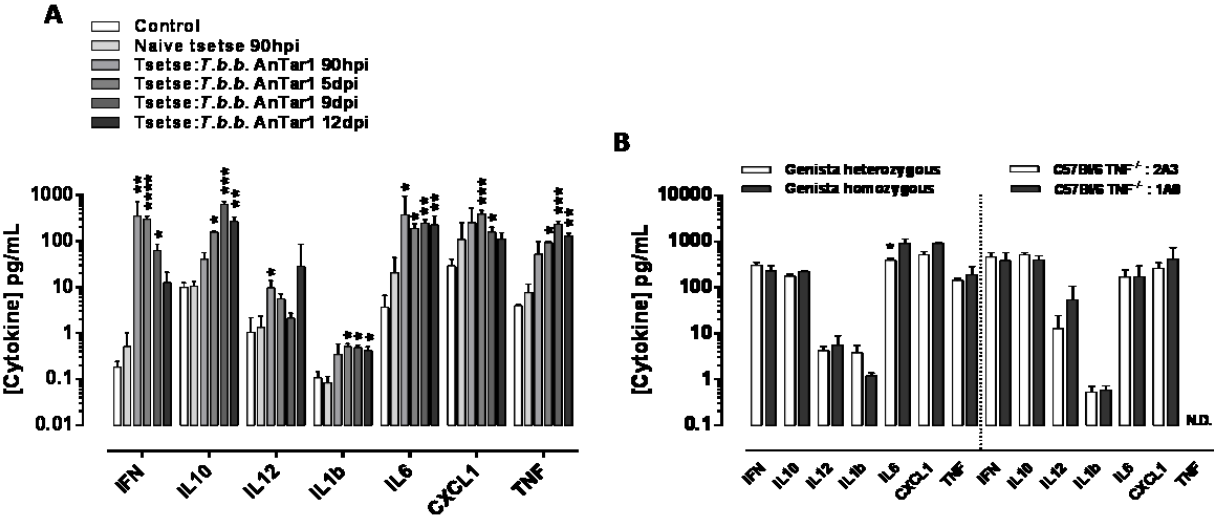 A
Control
Naive tsetse 90hpi
Tsetse:T.b.b. AnTar1 90hpi
Tsetse:T.b.b. AnTar1 5dpi
Tsetse:T.b.b. AnTar1 9dpi
Tsetse:T.b.b. AnTar1 12dpi
[Cytokine] pg/mL
1000
100
10
1
0.1
0.01
** **** *
* *** **
*
* * *
* * ** **
*** *
* *** **
IFN IL10 IL12 IL1b IL6 CXCL1 TNF
B
Genista heterozygous
Genista homozygous
C57Bl/6 TNF-/-: 2A3
C57Bl/6 TNF-/-: 1A8
[Cytokine] pg/mL
10000
1000
100
10
1
0.1
*
N.D.
IFN IL10 IL12 IL1b IL6 CXCL1 TNF IFN IL10 IL12 IL1b IL6 CXCL1 TNF